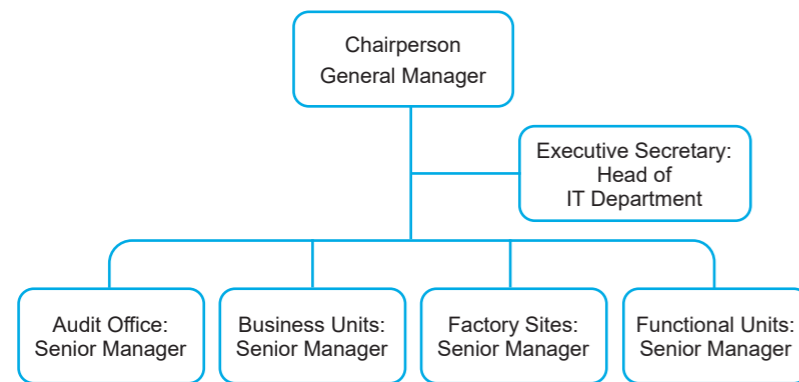 Chairperson
General Manager
Executive Secretary:
Head of
IT Department
Audit Office:
Senior Manager
Business Units:
Senior Manager
Factory Sites:
Senior Manager
Functional Units:
Senior Manager